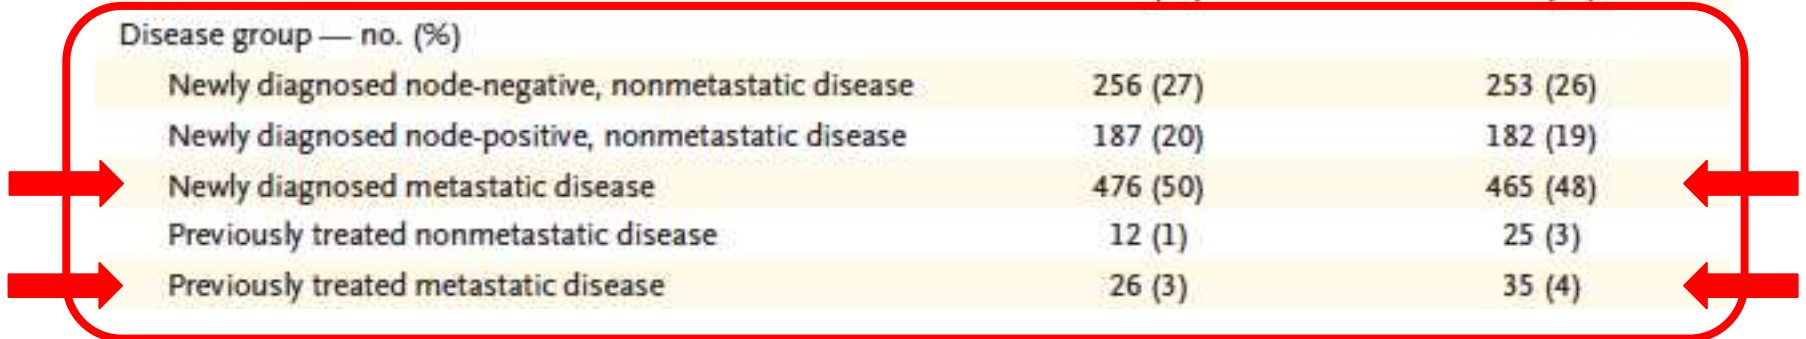 Disease group — no. (%)
Newly diagnosed node-negative, nonmetastatic disease 256 (27) 253 (26)
Newly diagnosed node-positive, nonmetastatic disease 187 (20) 182 (19)
Newly diagnosed metastatic disease 476 (50) 465 (48)
Previously treated nonmetastatic disease 12 (1) 25 (3)
Previously treated metastatic disease 26 (3) 35 (4)